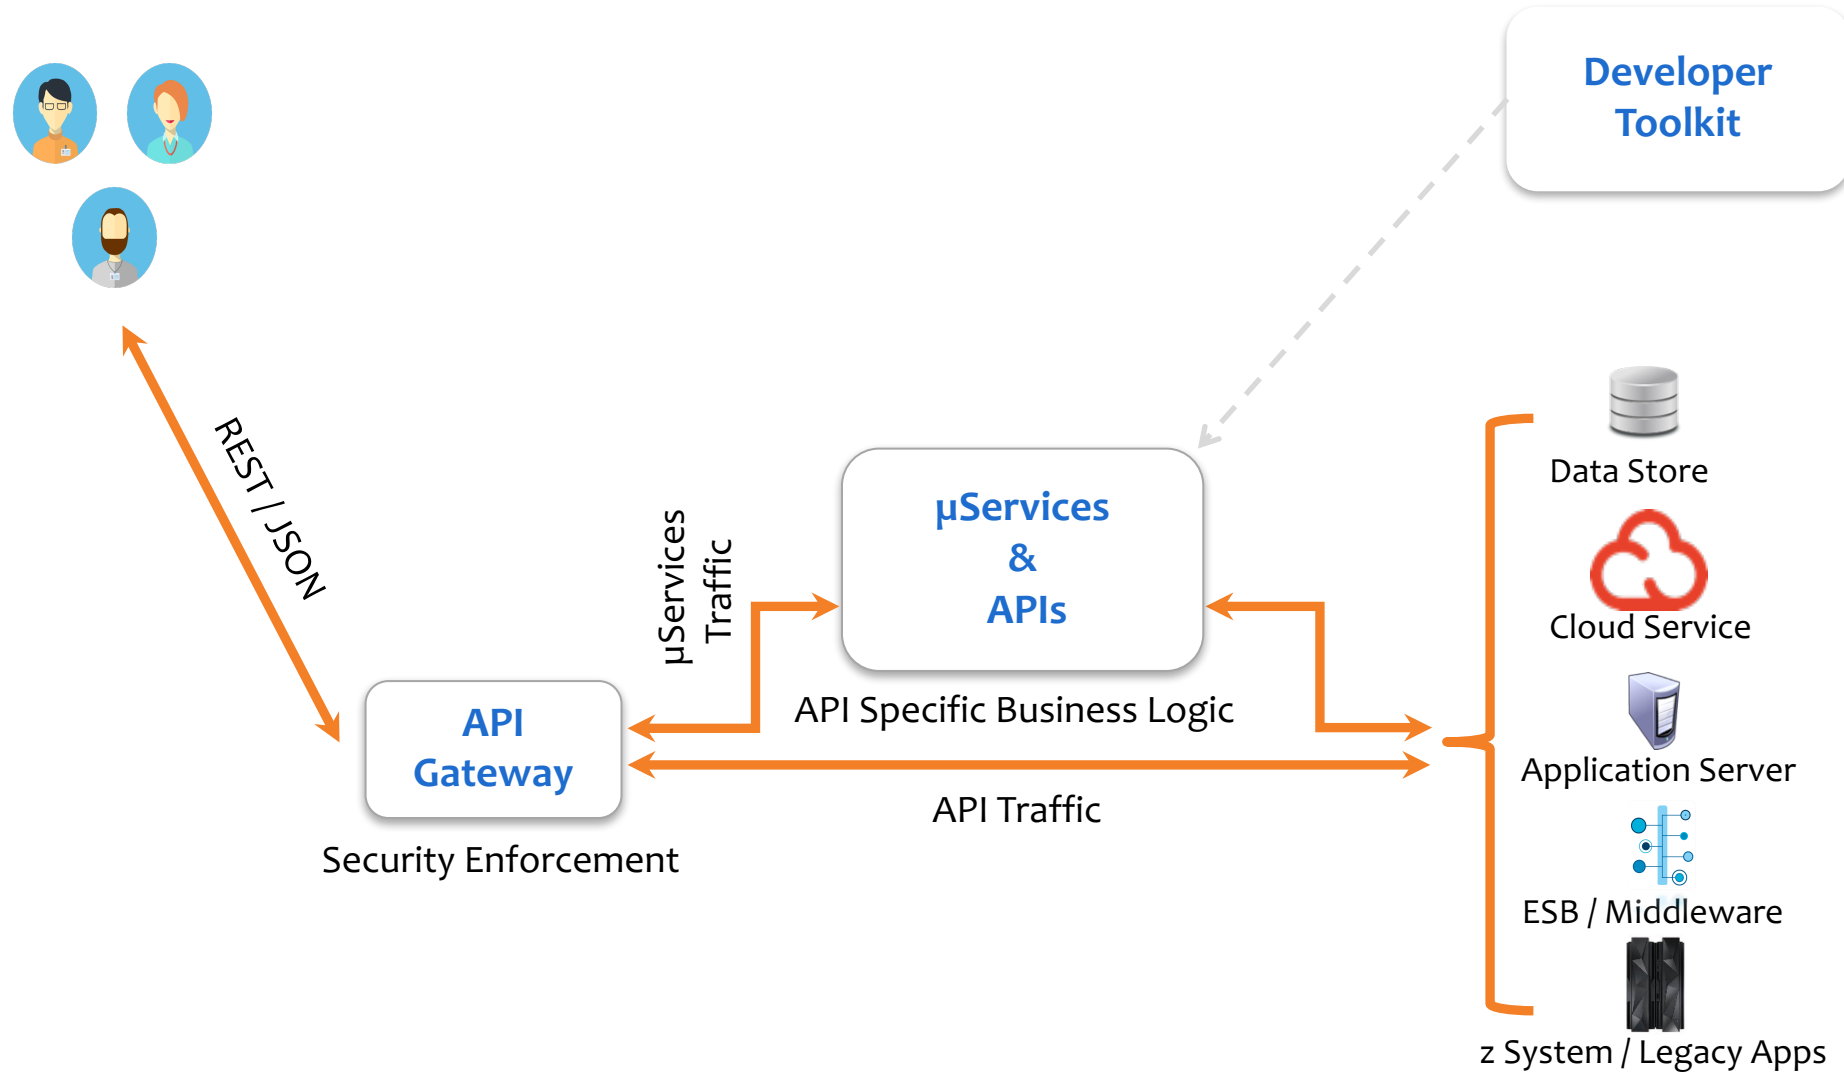 Developer
Toolkit
REST / JSON
µServices
Traffic
µServices
&
APIs
API Specific Business Logic
API
Gateway
Security Enforcement
API Traffic
Data Store
Cloud Service
Application Server
ESB / Middleware
z System / Legacy Apps